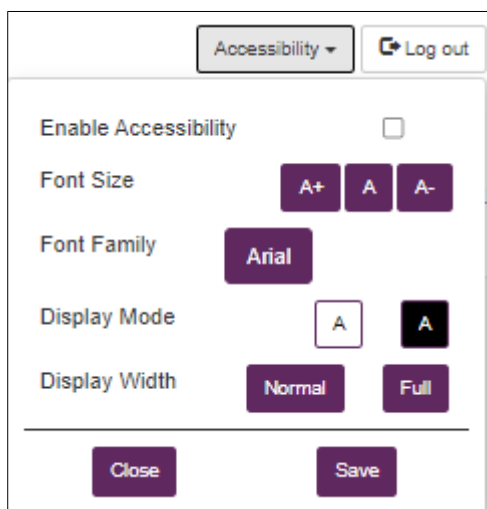 Accessibility Log out
Enable Accessibility
Font Size A+ A A-
Font Family Arial
Display Mode A A
Display Width Normal Full
Close Save